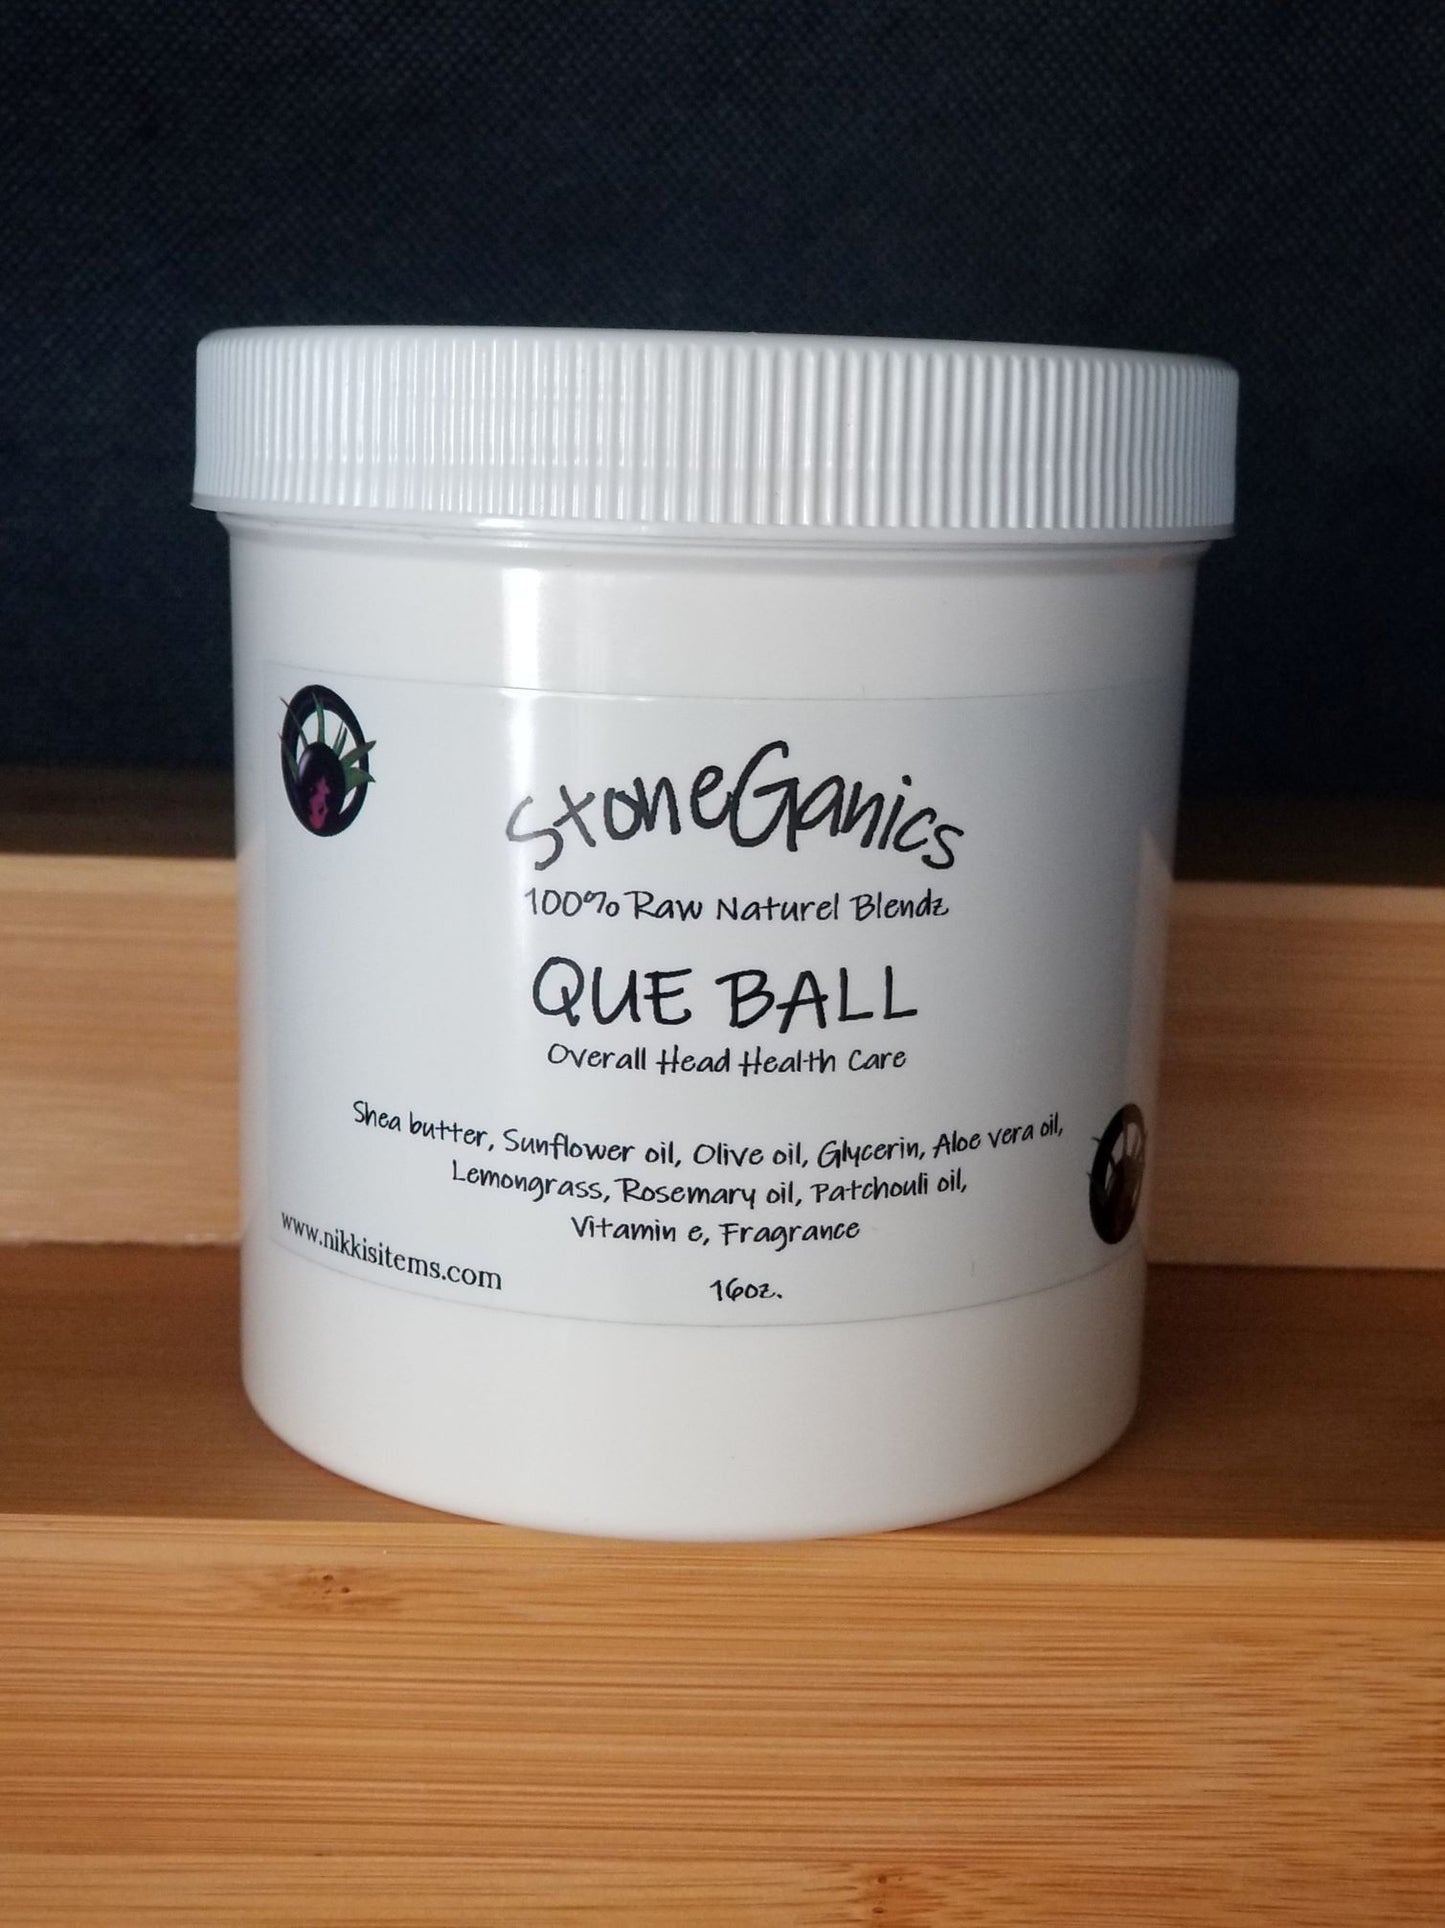 StoneGanics
100% Raw Naturel Blendz
QUE BALL
Overall Head Health Care
Shea butter, Sunflower oil, Olive oil, Glycerin, Aloe vera oil,
Lemongrass, Rosemary oil, Patchouli oil,
Vitamin e, Fragrance
www.nikkisitems.com
16oz.